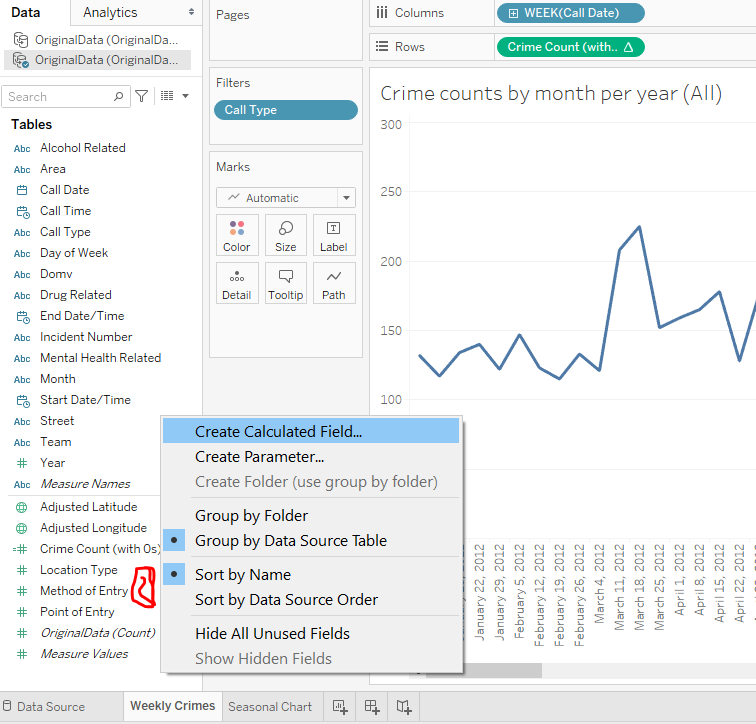 Data
Analytics
OriginalData (OriginalDa...
OriginalData (OriginalDa...
Search
Tables
Abc Alcohol Related
Abc Area
Call Date
Call Time
Abc Call Type
Abc Day of Week
Abc Domv
Abc Drug Related
End Date/Time
Abc Incident Number
Abc Mental Health Related
Abc Month
Start Date/Time
Abc Street
Abc Team
# Year
Abc Measure Names
Adjusted Latitude
Adjusted Longitude
=# Crime Count (with 0s)
# Location Type
# Method of Entry
# Point of Entry
# OriginalData (Count)
# Measure Values
Pages
Filters
Call Type
Marks
Automatic
Color
Size
Label
Detail
Tooltip
Path
Columns
WEEK(Call Date)
Rows
Crime Count (with.. Δ
Crime counts by month per year (All)
300
250
200
150
100
January 22, 2012
January 29, 2012
February 5, 2012
February 12, 2012
February 19, 2012
February 26, 2012
March 4, 2012
March 11, 2012
March 18, 2012
March 25, 2012
April 1, 2012
April 8, 2012
April 15, 2012
April 22, 2012
Create Calculated Field...
Create Parameter...
Create Folder (use group by folder)
Group by Folder
Group by Data Source Table
Sort by Name
Sort by Data Source Order
Hide All Unused Fields
Show Hidden Fields
Data Source
Weekly Crimes
Seasonal Chart